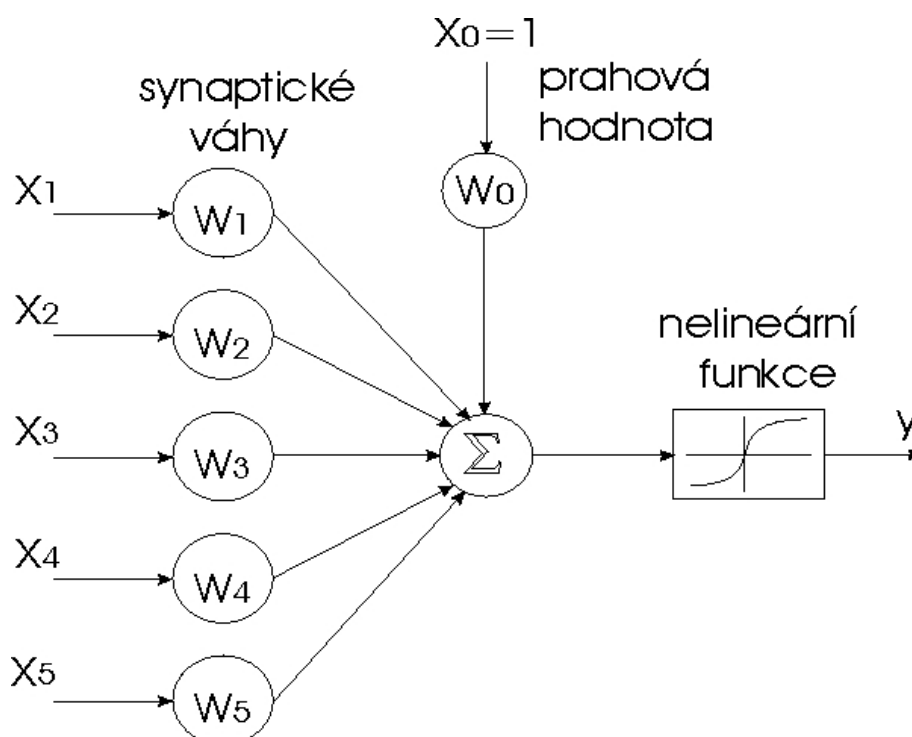 X0=1
synaptické
váhy
prahová
hodnota
X1
W1
W0
X2
W2
nelineární
funkce
X3
W3
Σ
y
X4
W4
X5
W5